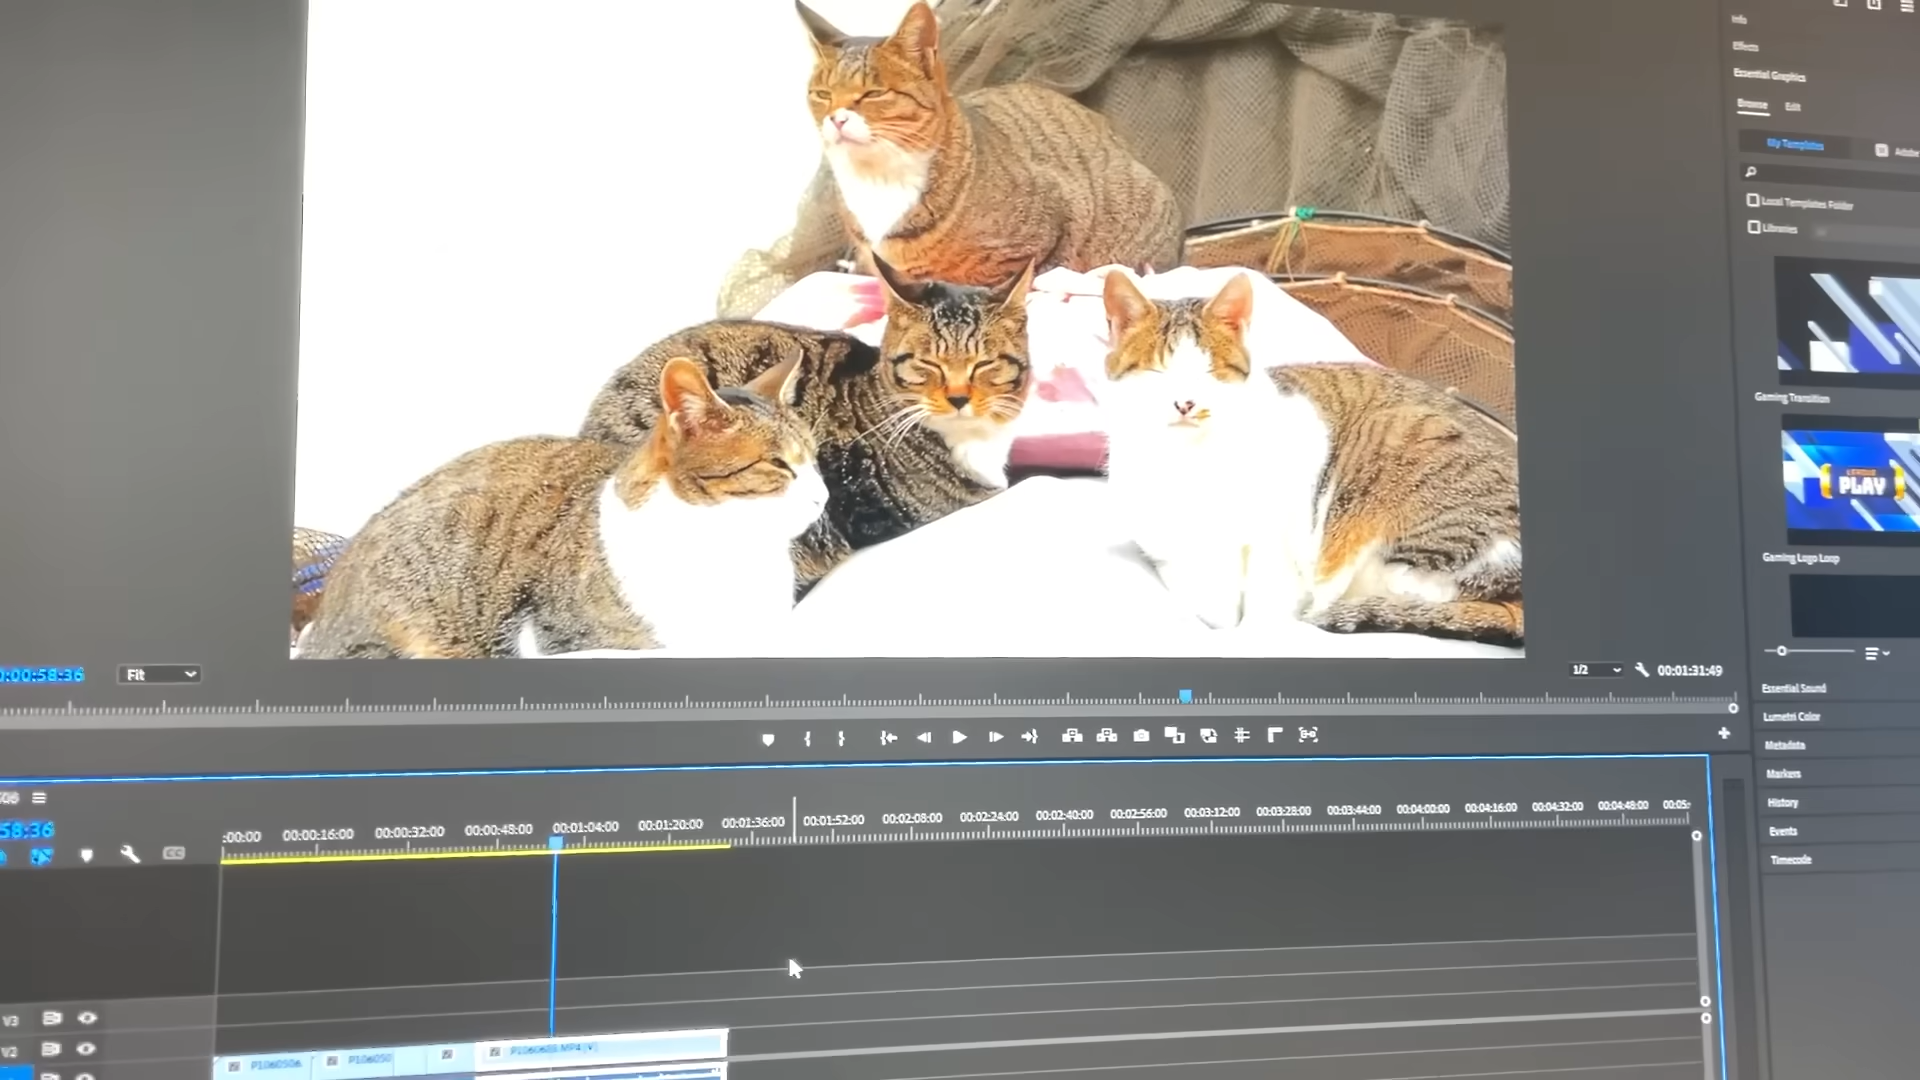 Info
Effects
Essential Graphics
Browse Edit
My Templates Adobe
Local Templates Folder
Libraries
Gaming Transition
PLAY
Gaming Logo Loop
0:00:58:36 Fit 1/2 00:01:31:49
Essential Sound
Lumetri Color
Metadata
Markers
History
Events
Timecode
58:36
:00:00 00:00:16:00 00:00:32:00 00:00:48:00 00:01:04:00 00:01:20:00 00:01:36:00 00:01:52:00 00:02:08:00 00:02:24:00 00:02:40:00 00:02:56:00 00:03:12:00 00:03:28:00 00:03:44:00 00:04:00:00 00:04:16:00 00:04:32:00 00:04:48:00 00:05:
V3
V2
P1060506 P106050